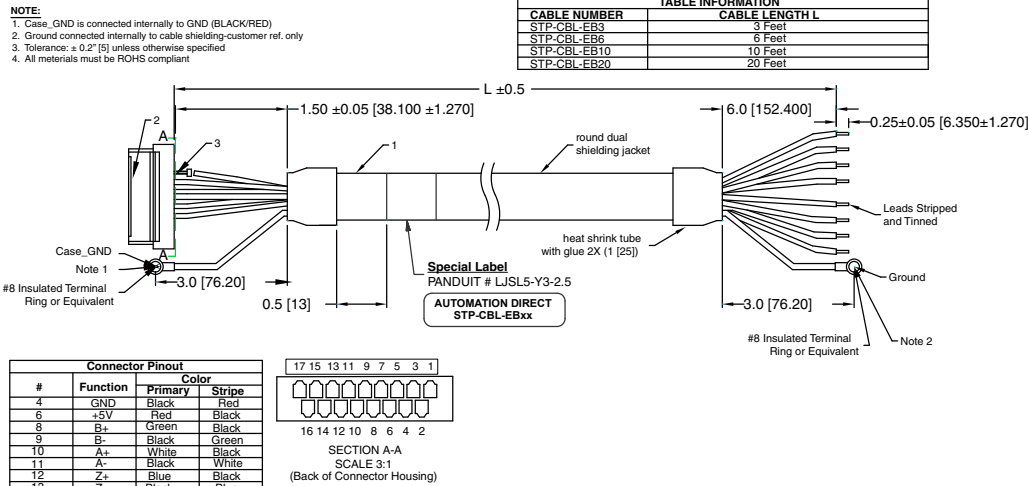 NOTE:
1. Case_GND is connected internally to GND (BLACK/RED)
2. Ground connected internally to cable shielding-customer ref. only
3. Tolerance: ± 0.2" [5] unless otherwise specified
4. All materials must be ROHS compliant
TABLE INFORMATION
CABLE NUMBER CABLE LENGTH L
STP-CBL-EB3 3 Feet
STP-CBL-EB6 6 Feet
STP-CBL-EB10 10 Feet
STP-CBL-EB20 20 Feet
L ±0.5
1.50 ±0.05 [38.100 ±1.270]
6.0 [152.400]
0.25±0.05 [6.350±1.270]
2
A
3
1
round dual
shielding jacket
Leads Stripped
and Tinned
Case_GND
A
Note 1
#8 Insulated Terminal
Ring or Equivalent
3.0 [76.20]
0.5 [13]
heat shrink tube
with glue 2X (1 [25])
Special Label
PANDUIT # LJSL5-Y3-2.5
AUTOMATION DIRECT
STP-CBL-EBxx
Ground
3.0 [76.20]
#8 Insulated Terminal
Ring or Equivalent
Note 2
Connector Pinout
# Function Color
Primary Stripe
4 GND Black Red
6 +5V Red Black
8 B+ Green Black
9 B- Black Green
10 A+ White Black
11 A- Black White
12 Z+ Blue Black
17 15 13 11 9 7 5 3 1
16 14 12 10 8 6 4 2
SECTION A-A
SCALE 3:1
(Back of Connector Housing)